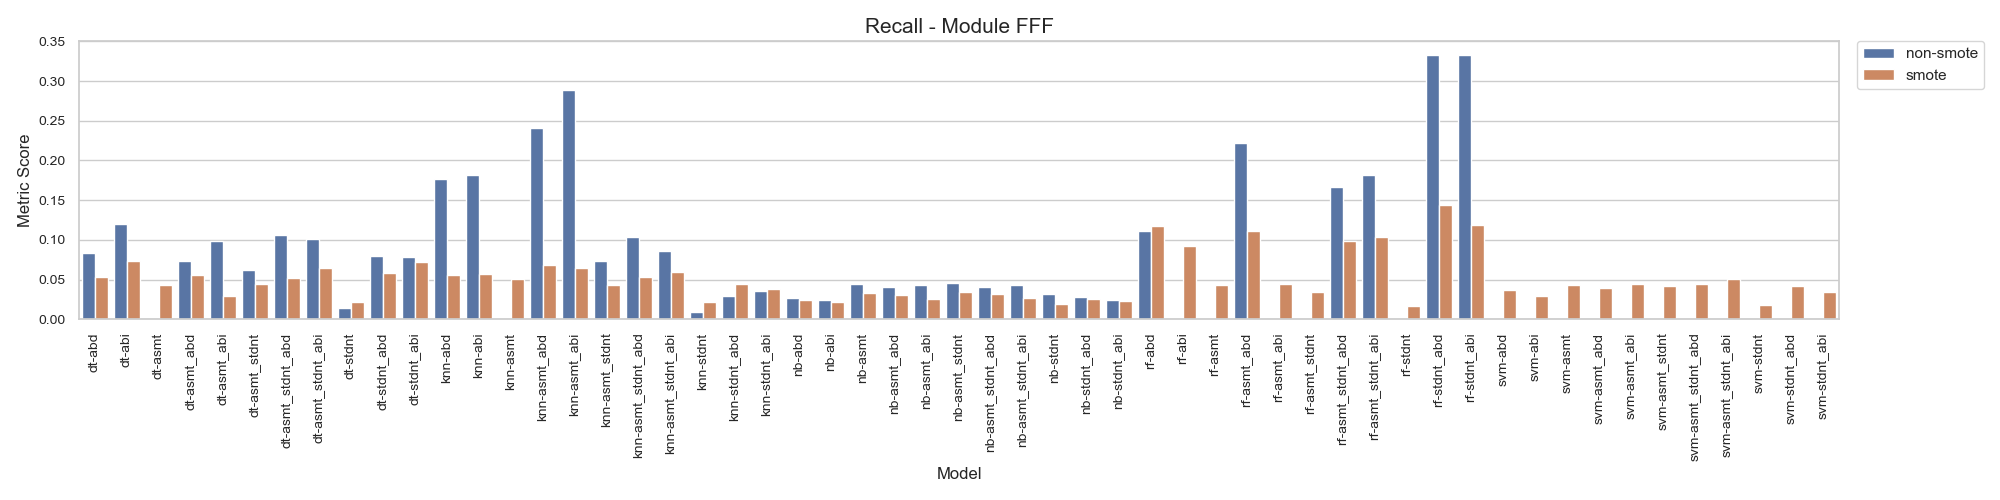 Recall - Module FFF
non-smote
smote
Metric Score
0.35
0.30
0.25
0.20
0.15
0.10
0.05
0.00
dt-abd
dt-abi
dt-asmt
dt-asmt_abd
dt-asmt_abi
dt-asmt_stdnt
dt-asmt_stdnt_abd
dt-asmt_stdnt_abi
dt-stdnt
dt-stdnt_abd
dt-stdnt_abi
knn-abd
knn-abi
knn-asmt
knn-asmt_abd
knn-asmt_abi
knn-asmt_stdnt
knn-asmt_stdnt_abd
knn-asmt_stdnt_abi
knn-stdnt
knn-stdnt_abd
knn-stdnt_abi
nb-abd
nb-abi
nb-asmt
nb-asmt_abd
nb-asmt_abi
nb-asmt_stdnt
nb-asmt_stdnt_abd
nb-asmt_stdnt_abi
nb-stdnt
nb-stdnt_abd
nb-stdnt_abi
rf-abd
rf-abi
rf-asmt
rf-asmt_abd
rf-asmt_abi
rf-asmt_stdnt
rf-asmt_stdnt_abd
rf-asmt_stdnt_abi
rf-stdnt
rf-stdnt_abd
rf-stdnt_abi
svm-abd
svm-abi
svm-asmt
svm-asmt_abd
svm-asmt_abi
svm-asmt_stdnt
svm-asmt_stdnt_abd
svm-asmt_stdnt_abi
svm-stdnt
svm-stdnt_abd
svm-stdnt_abi
Model